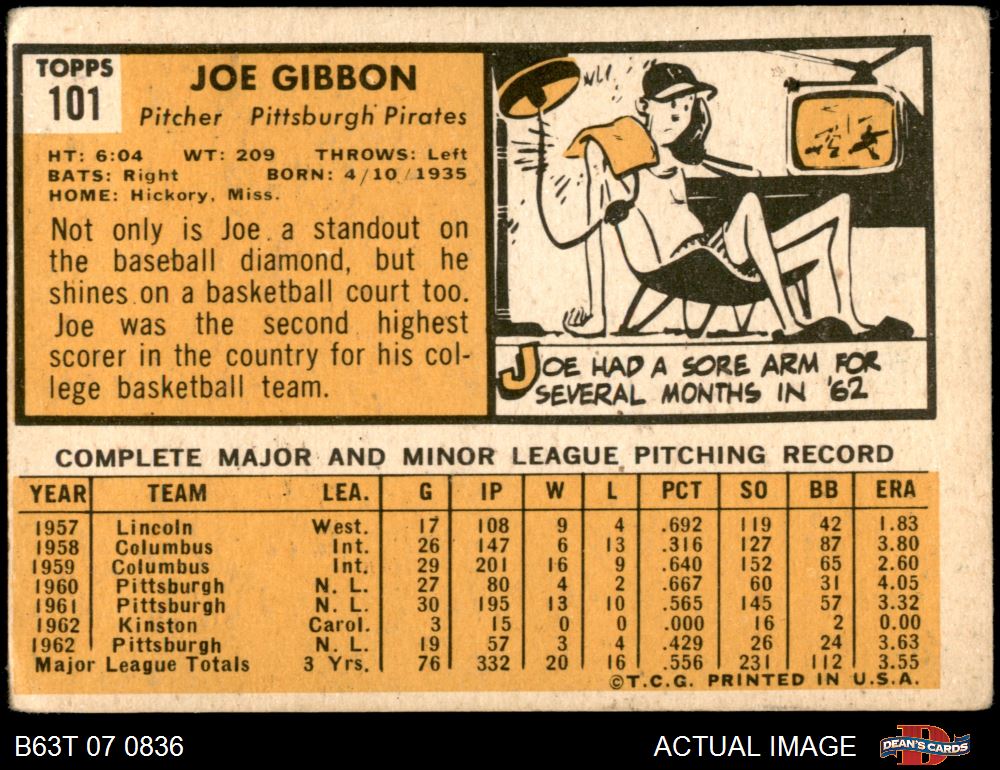 TOPPS
101
JOE GIBBON
Pitcher Pittsburgh Pirates
HT: 6:04 WT: 209 THROWS: Left
BATS: Right BORN: 4/10/1935
HOME: Hickory, Miss.
Not only is Joe a standout on
the baseball diamond, but he
shines on a basketball court too.
Joe was the second highest
scorer in the country for his col-
lege basketball team.
JOE HAD A SORE ARM FOR
SEVERAL MONTHS IN '62
COMPLETE MAJOR AND MINOR LEAGUE PITCHING RECORD
YEAR TEAM LEA. G IP W L PCT SO BB ERA
1957 Lincoln West. 17 108 9 4 .692 119 42 1.83
1958 Columbus Int. 26 147 6 13 .316 127 87 3.80
1959 Columbus Int. 29 201 16 9 .640 152 65 2.60
1960 Pittsburgh N. L. 27 80 4 2 .667 60 31 4.05
1961 Pittsburgh N. L. 30 195 13 10 .565 145 57 3.32
1962 Kinston Carol. 3 15 0 0 .000 16 2 0.00
1962 Pittsburgh N. L. 19 57 3 4 .429 26 24 3.63
Major League Totals 3 Yrs. 76 332 20 16 .556 231 112 3.55
©T.C.G. PRINTED IN U.S.A.
B63T 07 0836 ACTUAL IMAGE D DEAN'S CARDS